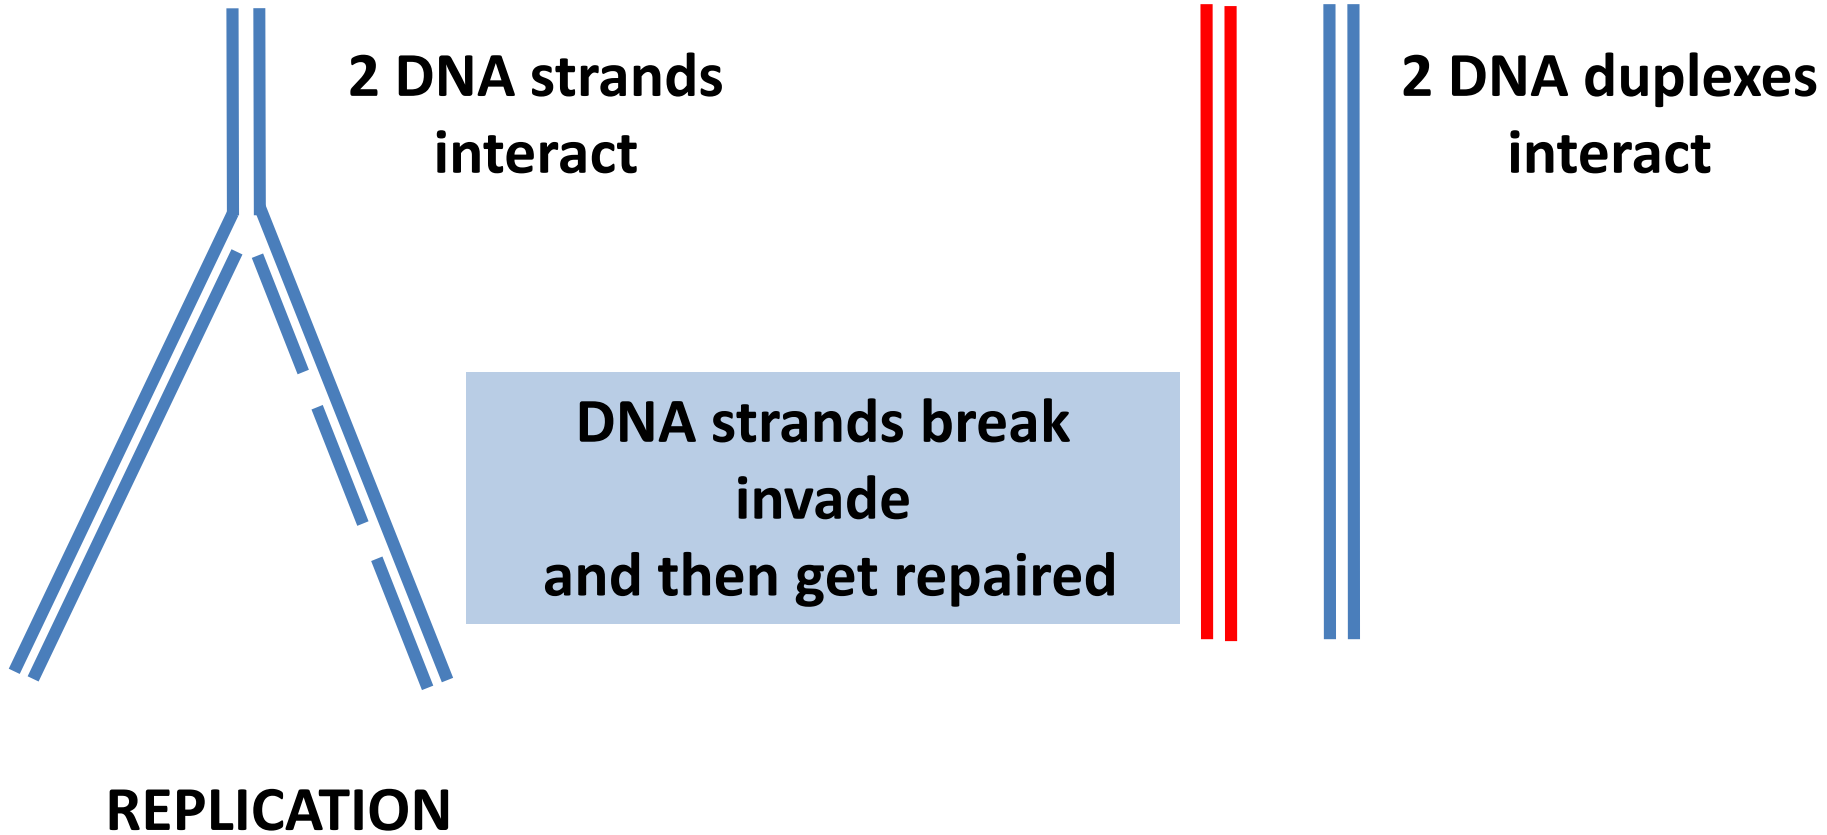 2 DNA strands
interact
2 DNA duplexes
interact
DNA strands break
invade
and then get repaired
REPLICATION